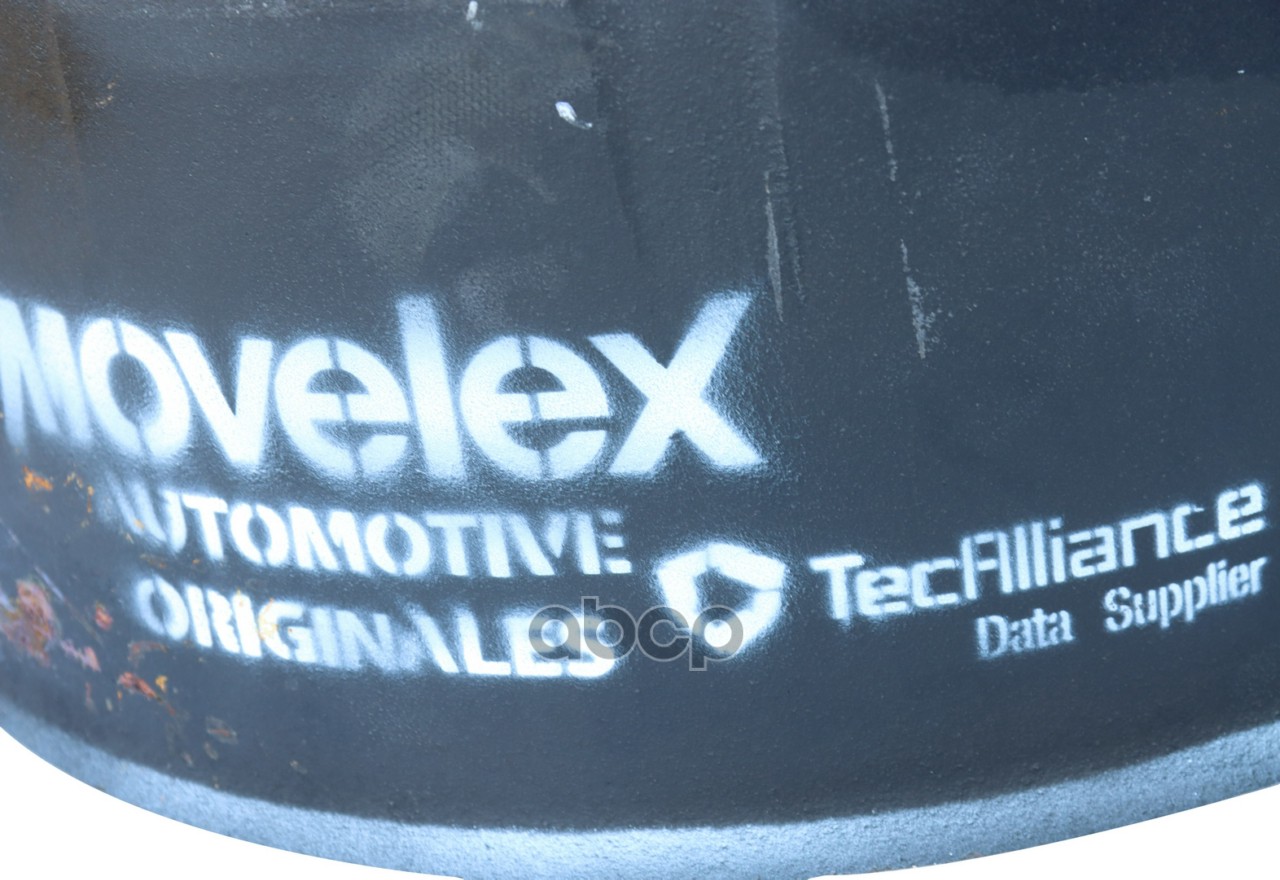 Movelex
AUTOMOTIVE
ORIGINALES
TecAlliance
Data Supplier
abcp